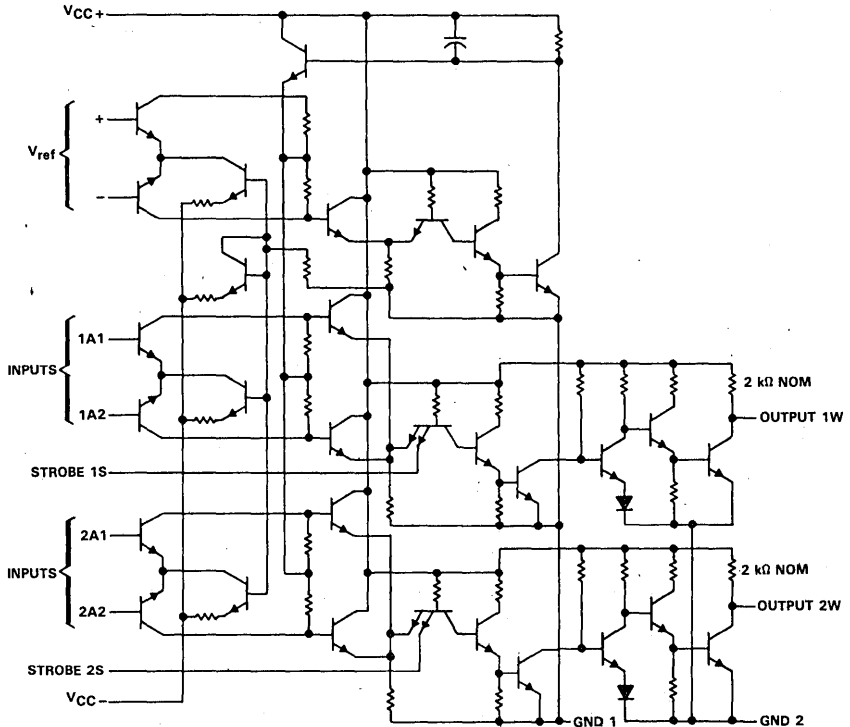 VCC+
+
Vref
−
1A1
INPUTS
1A2
2 kΩ NOM
OUTPUT 1W
STROBE 1S
2A1
INPUTS
2A2
2 kΩ NOM
OUTPUT 2W
STROBE 2S
VCC−
GND 1
GND 2